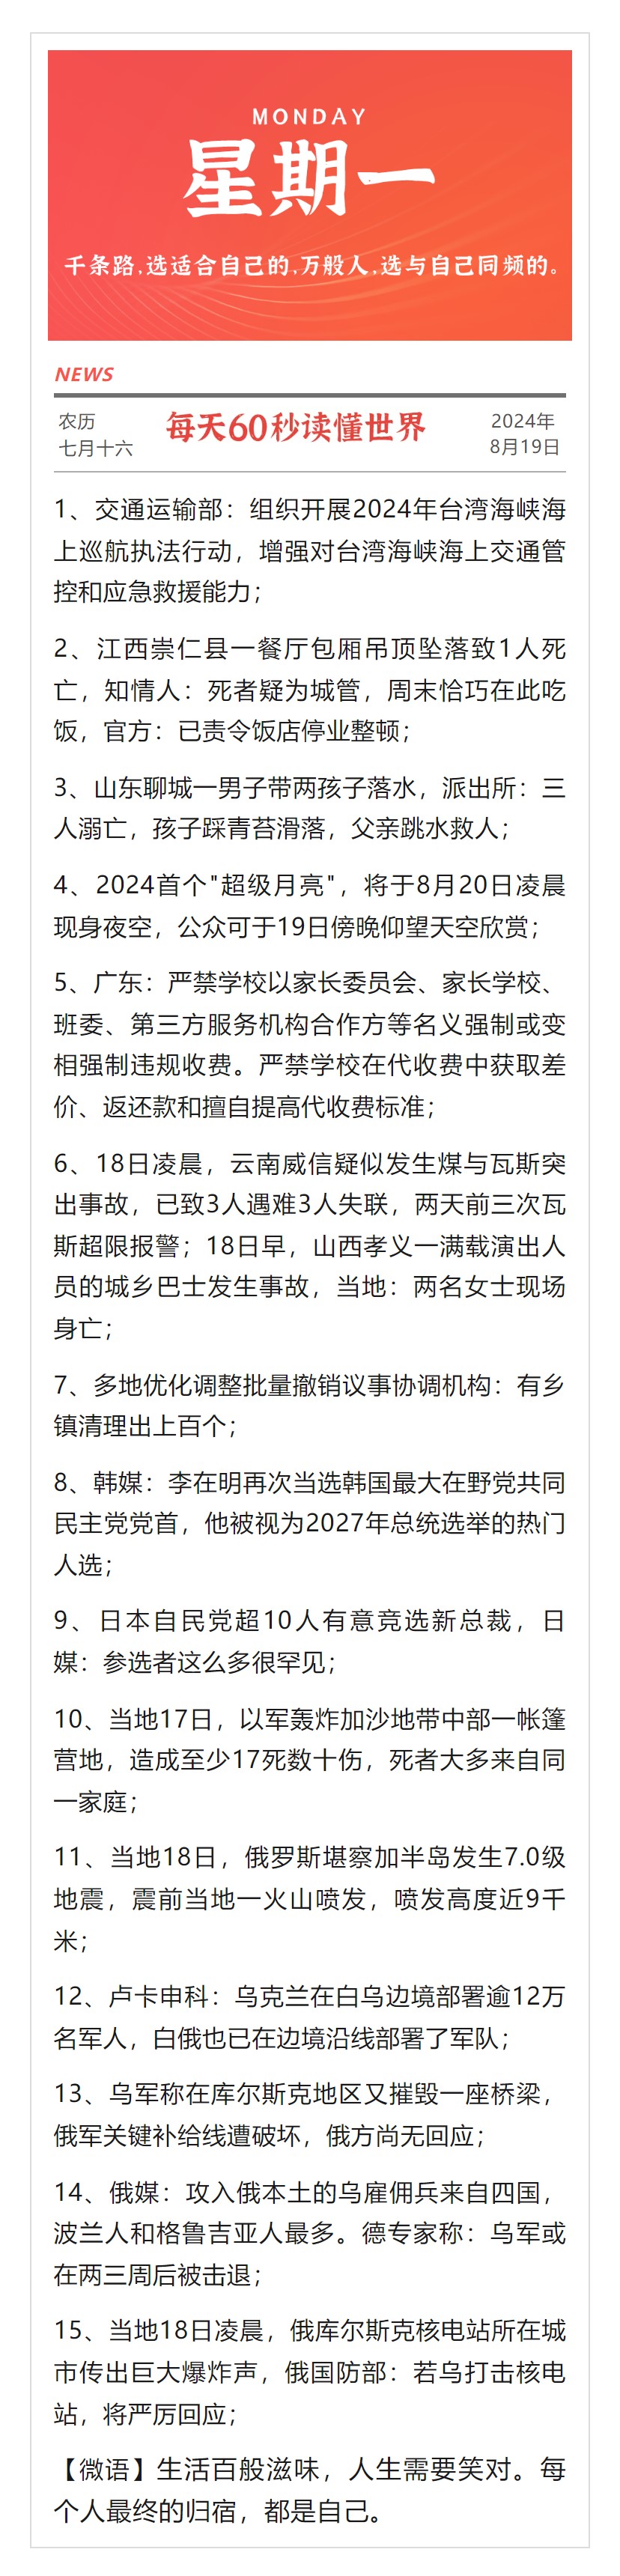 MONDAY
星期一
千条路,选适合自己的,万般人,选与自己同频的。
NEWS
农历
七月十六
每天60秒读懂世界
2024年
8月19日
1、交通运输部：组织开展2024年台湾海峡海
上巡航执法行动，增强对台湾海峡海上交通管
控和应急救援能力；
2、江西崇仁县一餐厅包厢吊顶坠落致1人死
亡，知情人：死者疑为城管，周末恰巧在此吃
饭，官方：已责令饭店停业整顿；
3、山东聊城一男子带两孩子落水，派出所：三
人溺亡，孩子踩青苔滑落，父亲跳水救人；
4、2024首个"超级月亮"，将于8月20日凌晨
现身夜空，公众可于19日傍晚仰望天空欣赏；
5、广东：严禁学校以家长委员会、家长学校、
班委、第三方服务机构合作方等名义强制或变
相强制违规收费。严禁学校在代收费中获取差
价、返还款和擅自提高代收费标准；
6、18日凌晨，云南威信疑似发生煤与瓦斯突
出事故，已致3人遇难3人失联，两天前三次瓦
斯超限报警；18日早，山西孝义一满载演出人
员的城乡巴士发生事故，当地：两名女士现场
身亡；
7、多地优化调整批量撤销议事协调机构：有乡
镇清理出上百个；
8、韩媒：李在明再次当选韩国最大在野党共同
民主党党首，他被视为2027年总统选举的热门
人选；
9、日本自民党超10人有意竞选新总裁，日
媒：参选者这么多很罕见；
10、当地17日，以军轰炸加沙地带中部一帐篷
营地，造成至少17死数十伤，死者大多来自同
一家庭；
11、当地18日，俄罗斯堪察加半岛发生7.0级
地震，震前当地一火山喷发，喷发高度近9千
米；
12、卢卡申科：乌克兰在白乌边境部署逾12万
名军人，白俄也已在边境沿线部署了军队；
13、乌军称在库尔斯克地区又摧毁一座桥梁，
俄军关键补给线遭破坏，俄方尚无回应；
14、俄媒：攻入俄本土的乌雇佣兵来自四国，
波兰人和格鲁吉亚人最多。德专家称：乌军或
在两三周后被击退；
15、当地18日凌晨，俄库尔斯克核电站所在城
市传出巨大爆炸声，俄国防部：若乌打击核电
站，将严厉回应；
【微语】生活百般滋味，人生需要笑对。每
个人最终的归宿，都是自己。